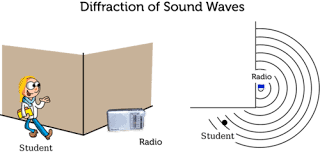 Diffraction of Sound Waves
Radio
Student
Radio
Student